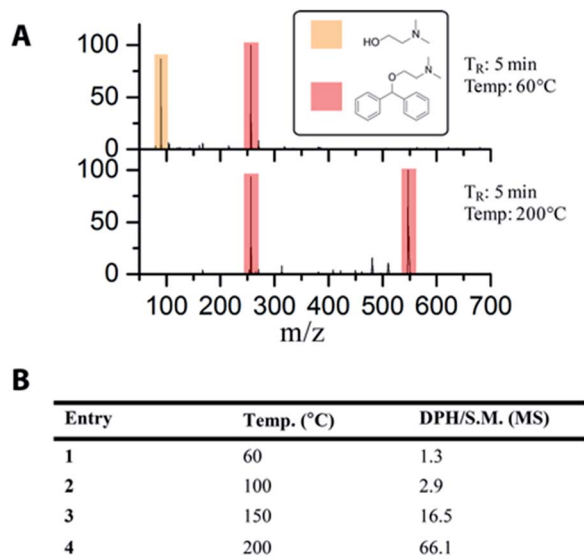 A
100
50
0
HO
N
O
N
T_R: 5 min
Temp: 60°C
100
50
0
T_R: 5 min
Temp: 200°C
100 200 300 400 500 600 700
m/z
B
Entry Temp. (°C) DPH/S.M. (MS)
1 60 1.3
2 100 2.9
3 150 16.5
4 200 66.1